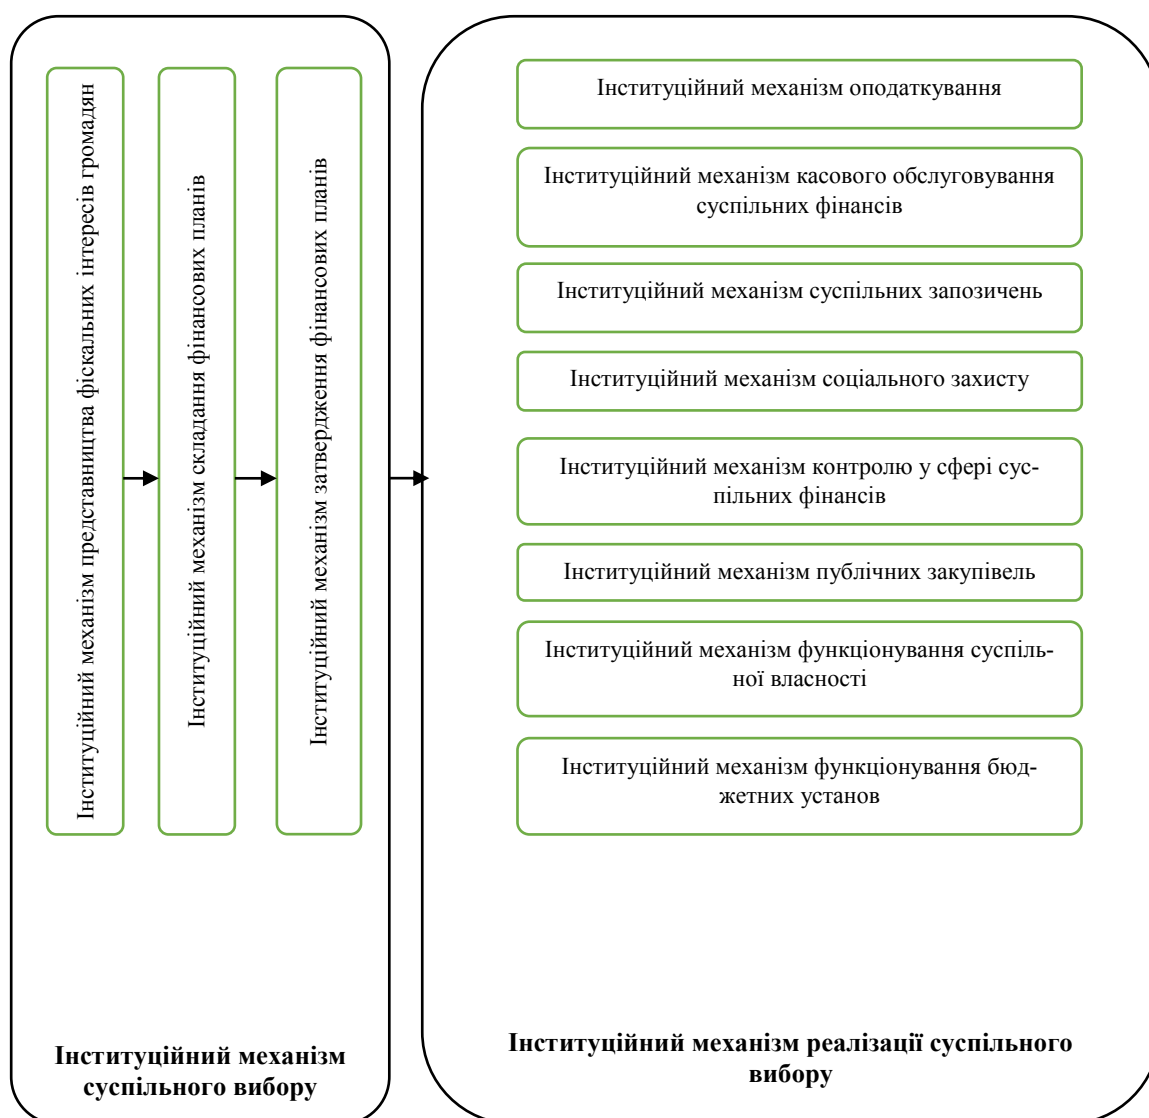 Інституційний механізм представництва фіскальних інтересів громадян
Інституційний механізм складання фінансових планів
Інституційний механізм затвердження фінансових планів
Інституційний механізм
суспільного вибору
Інституційний механізм оподаткування
Інституційний механізм касового обслуговування
суспільних фінансів
Інституційний механізм суспільних запозичень
Інституційний механізм соціального захисту
Інституційний механізм контролю у сфері сус-
пільних фінансів
Інституційний механізм публічних закупівель
Інституційний механізм функціонування суспіль-
ної власності
Інституційний механізм функціонування бюд-
жетних установ
Інституційний механізм реалізації суспільного
вибору